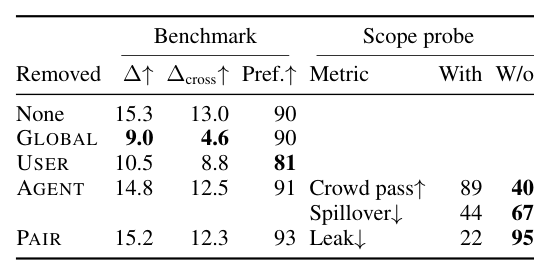 Benchmark Scope probe
Removed Δ↑ Δcross↑ Pref.↑ Metric With W/o
None 15.3 13.0 90
GLOBAL 9.0 4.6 90
USER 10.5 8.8 81
AGENT 14.8 12.5 91 Crowd pass↑ 89 40
Spillover↓ 44 67
PAIR 15.2 12.3 93 Leak↓ 22 95